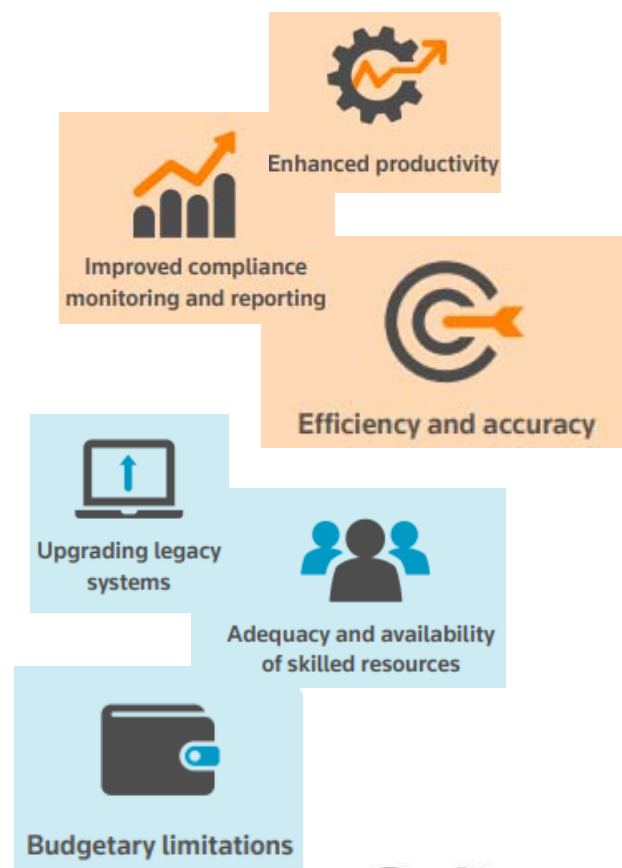 Enhanced productivity
Improved compliance
monitoring and reporting
Efficiency and accuracy
Upgrading legacy
systems
Adequacy and availability
of skilled resources
Budgetary limitations